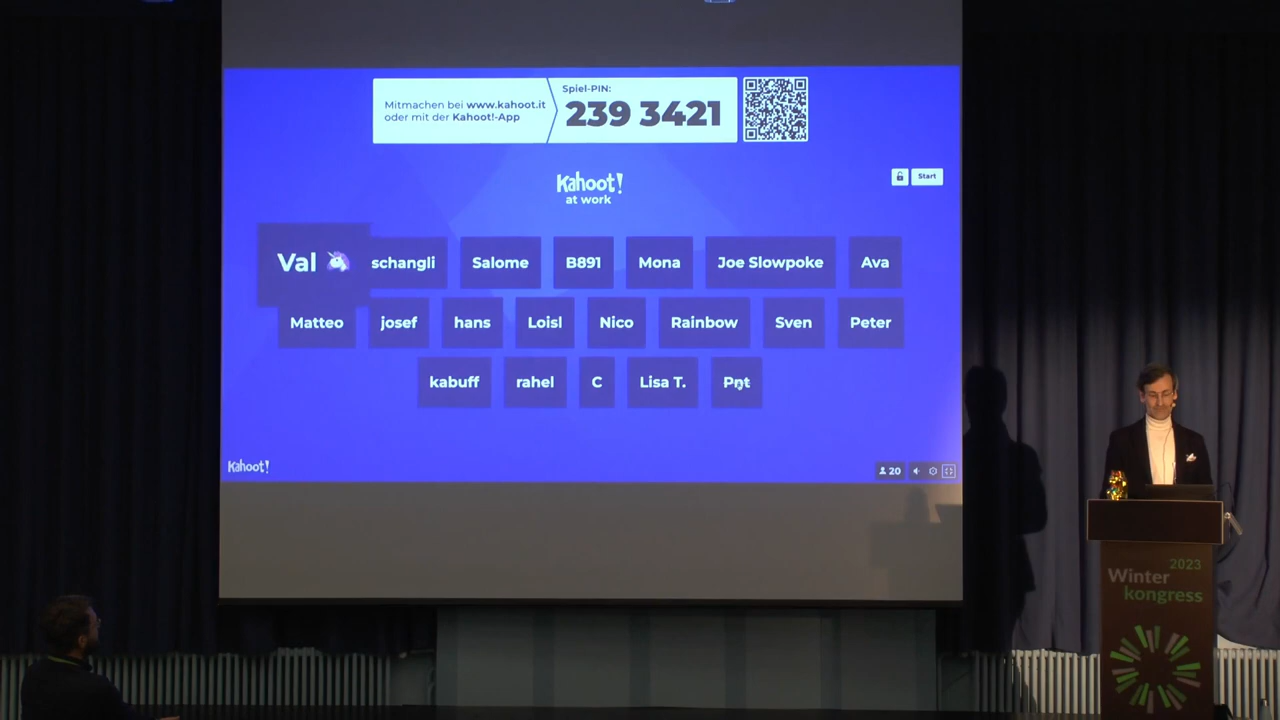 Mitmachen bei www.kahoot.it
oder mit der Kahoot!-App
Spiel-PIN:
239 3421
Kahoot!
at work
Start
Val schangli Salome B891 Mona Joe Slowpoke Ava
Matteo josef hans Loisl Nico Rainbow Sven Peter
kabuff rahel C Lisa T.
Kahoot!
20
2023
Winter
kongress